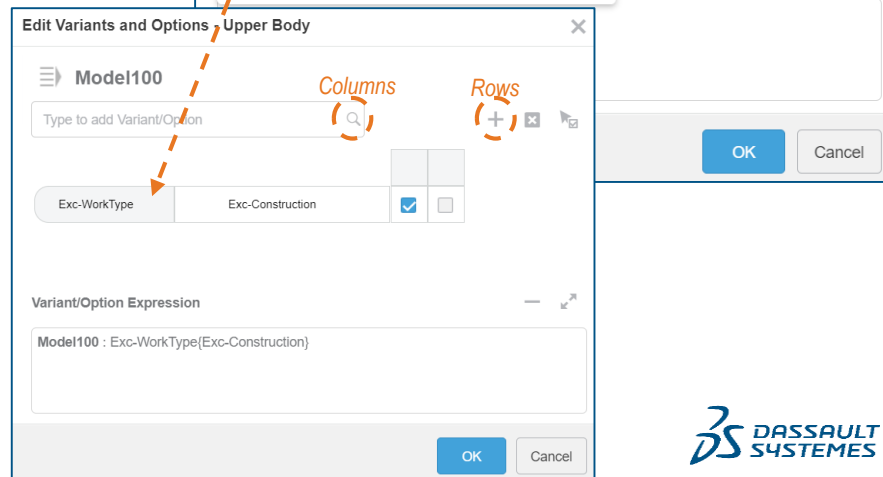 Edit Variants and Options - Upper Body
Model100
Columns
Rows
Type to add Variant/Option
OK
Cancel
Exc-WorkType
Exc-Construction
Variant/Option Expression
Model100 : Exc-WorkType{Exc-Construction}
OK
Cancel
DASSAULT
SYSTEMES